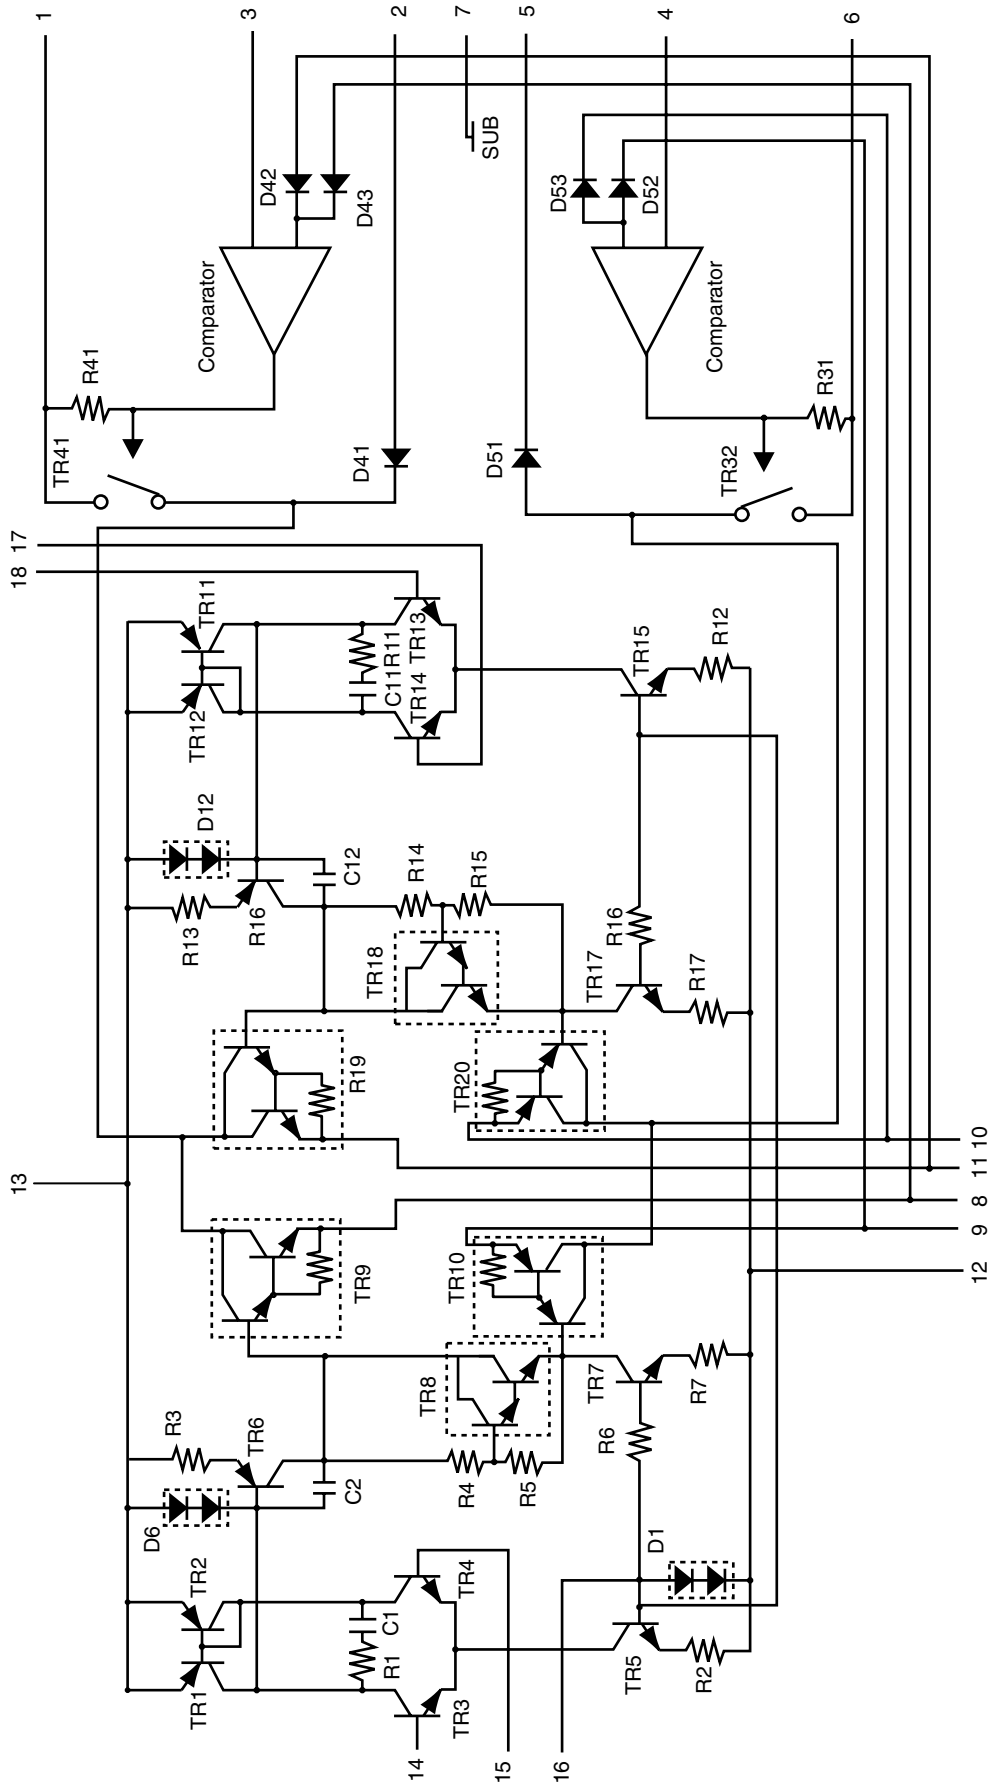 13
18
17
1
TR41
R41
D6
R3
R13
D12
TR1
TR2
TR12
TR11
Comparator
3
TR6
R16
D42
C2
TR9
R19
C12
D41
D43
R1
C1
TR18
C11
R11
2
14
TR8
R14
TR14
TR13
TR3
TR4
R4
TR10
TR20
R15
7
SUB
15
R5
D51
5
16
TR7
TR17
D53
R6
R16
TR5
D1
TR15
D52
4
R2
R7
R17
R12
Comparator
TR32
R31
6
12
9
8
11
10